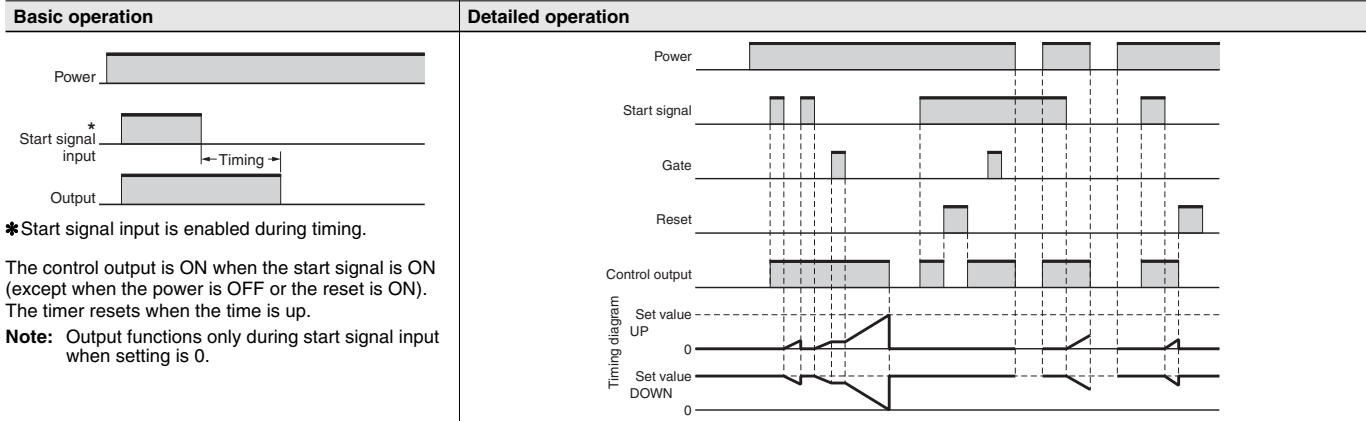 Basic operation
Power
*
Start signal
input
Timing
Output
✱Start signal input is enabled during timing.
The control output is ON when the start signal is ON
(except when the power is OFF or the reset is ON).
The timer resets when the time is up.
Note: Output functions only during start signal input
when setting is 0.
Detailed operation
Power
Start signal
Gate
Reset
Control output
Timing diagram
Set value
UP
0
Set value
DOWN
0